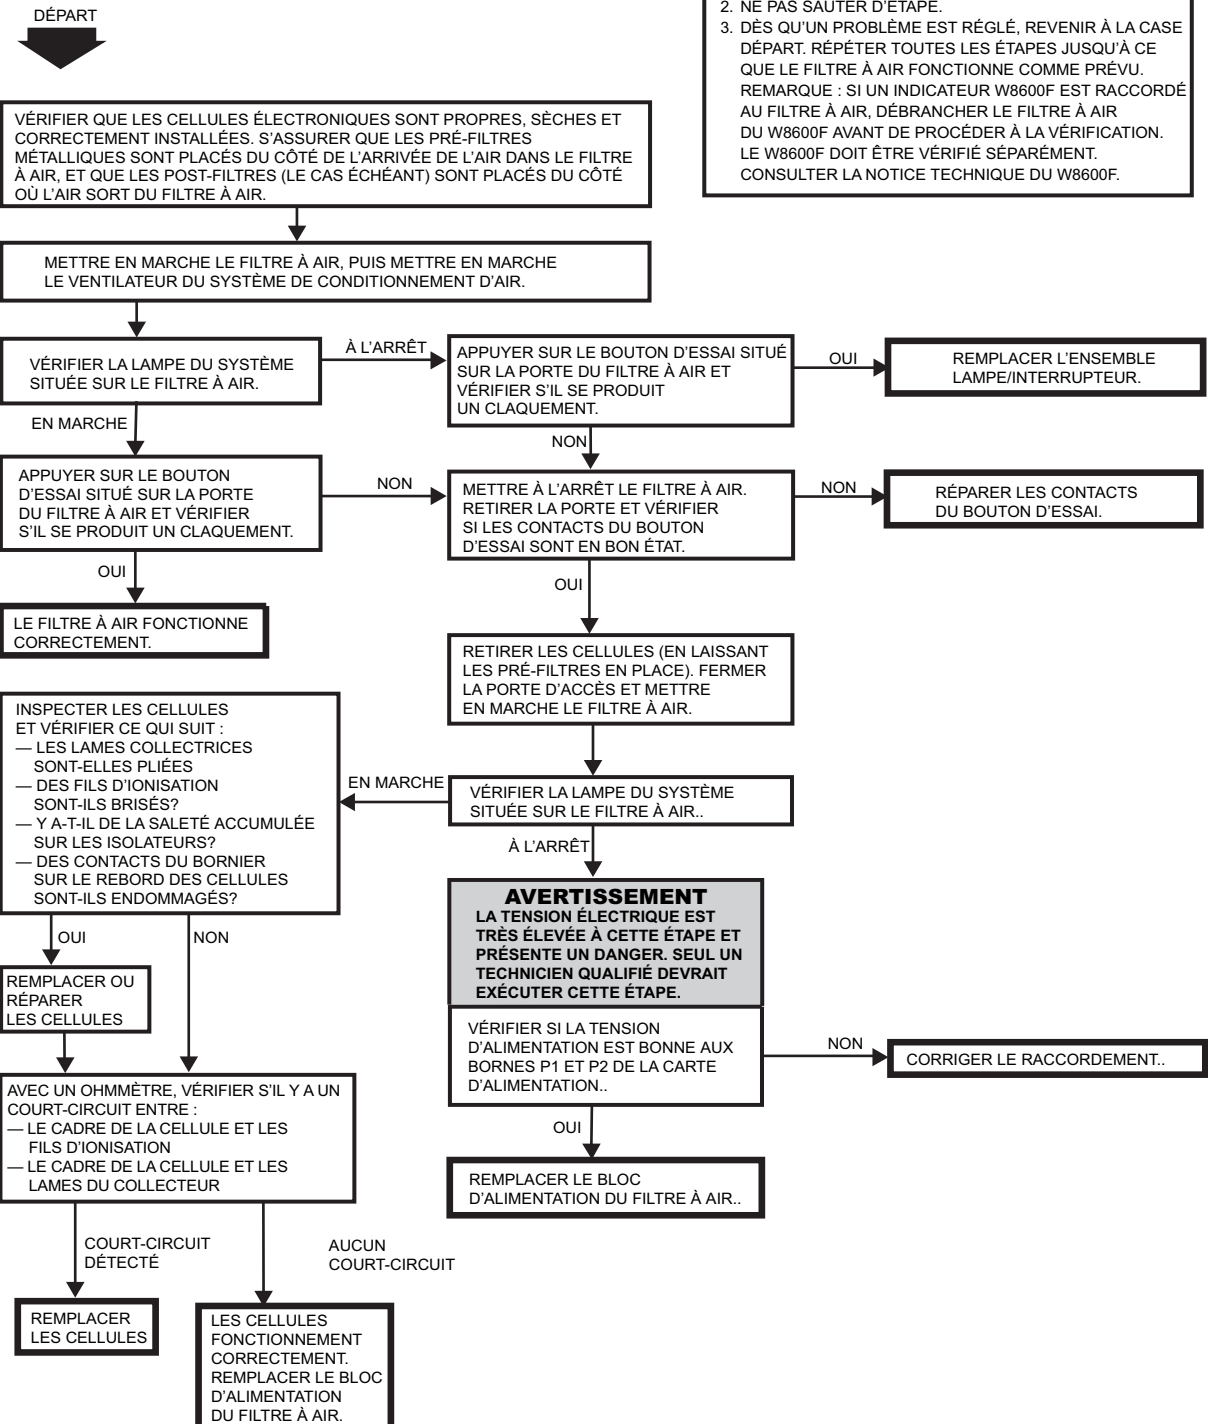 DÉPART
2. NE PAS SAUTER D'ÉTAPE.
3. DÈS QU'UN PROBLÈME EST RÉGLÉ, REVENIR À LA CASE
DÉPART. RÉPÉTER TOUTES LES ÉTAPES JUSQU'À CE
QUE LE FILTRE À AIR FONCTIONNE COMME PRÉVU.
REMARQUE : SI UN INDICATEUR W8600F EST RACCORDÉ
AU FILTRE À AIR, DÉBRANCHER LE FILTRE À AIR
DU W8600F AVANT DE PROCÉDER À LA VÉRIFICATION.
LE W8600F DOIT ÊTRE VÉRIFIÉ SÉPARÉMENT.
CONSULTER LA NOTICE TECHNIQUE DU W8600F.
VÉRIFIER QUE LES CELLULES ÉLECTRONIQUES SONT PROPRES, SÈCHES ET
CORRECTEMENT INSTALLÉES. S'ASSURER QUE LES PRÉ-FILTRES
MÉTALLIQUES SONT PLACÉS DU CÔTÉ DE L'ARRIVÉE DE L'AIR DANS LE FILTRE
À AIR, ET QUE LES POST-FILTRES (LE CAS ÉCHÉANT) SONT PLACÉS DU CÔTÉ
OÙ L'AIR SORT DU FILTRE À AIR.
METTRE EN MARCHE LE FILTRE À AIR, PUIS METTRE EN MARCHE
LE VENTILATEUR DU SYSTÈME DE CONDITIONNEMENT D'AIR.
VÉRIFIER LA LAMPE DU SYSTÈME
SITUÉE SUR LE FILTRE À AIR.
À L'ARRÊT
APPUYER SUR LE BOUTON D'ESSAI SITUÉ
SUR LA PORTE DU FILTRE À AIR ET
VÉRIFIER S'IL SE PRODUIT
UN CLAQUEMENT.
OUI
REMPLACER L'ENSEMBLE
LAMPE/INTERRUPTEUR.
EN MARCHE
NON
APPUYER SUR LE BOUTON
D'ESSAI SITUÉ SUR LA PORTE
DU FILTRE À AIR ET VÉRIFIER
S'IL SE PRODUIT UN CLAQUEMENT.
NON
METTRE À L'ARRÊT LE FILTRE À AIR.
RETIRER LA PORTE ET VÉRIFIER
SI LES CONTACTS DU BOUTON
D'ESSAI SONT EN BON ÉTAT.
NON
RÉPARER LES CONTACTS
DU BOUTON D'ESSAI.
OUI
OUI
LE FILTRE À AIR FONCTIONNE
CORRECTEMENT.
RETIRER LES CELLULES (EN LAISSANT
LES PRÉ-FILTRES EN PLACE). FERMER
LA PORTE D'ACCÈS ET METTRE
EN MARCHE LE FILTRE À AIR.
INSPECTER LES CELLULES
ET VÉRIFIER CE QUI SUIT :
— LES LAMES COLLECTRICES
SONT-ELLES PLIÉES
— DES FILS D'IONISATION
SONT-ILS BRISÉS?
— Y A-T-IL DE LA SALETÉ ACCUMULÉE
SUR LES ISOLATEURS?
— DES CONTACTS DU BORNIER
SUR LE REBORD DES CELLULES
SONT-ILS ENDOMMAGÉS?
EN MARCHE
VÉRIFIER LA LAMPE DU SYSTÈME
SITUÉE SUR LE FILTRE À AIR..
À L'ARRÊT
AVERTISSEMENT
LA TENSION ÉLECTRIQUE EST
TRÈS ÉLEVÉE À CETTE ÉTAPE ET
PRÉSENTE UN DANGER. SEUL UN
TECHNICIEN QUALIFIÉ DEVRAIT
EXÉCUTER CETTE ÉTAPE.
OUI
NON
REMPLACER OU
RÉPARER
LES CELLULES
VÉRIFIER SI LA TENSION
D'ALIMENTATION EST BONNE AUX
BORNES P1 ET P2 DE LA CARTE
D'ALIMENTATION..
NON
CORRIGER LE RACCORDEMENT..
AVEC UN OHMMÈTRE, VÉRIFIER S'IL Y A UN
COURT-CIRCUIT ENTRE :
— LE CADRE DE LA CELLULE ET LES
FILS D'IONISATION
— LE CADRE DE LA CELLULE ET LES
LAMES DU COLLECTEUR
OUI
REMPLACER LE BLOC
D'ALIMENTATION DU FILTRE À AIR..
COURT-CIRCUIT
DÉTECTÉ
AUCUN
COURT-CIRCUIT
REMPLACER
LES CELLULES
LES CELLULES
FONCTIONNEMENT
CORRECTEMENT.
REMPLACER LE BLOC
D'ALIMENTATION
DU FILTRE À AIR.